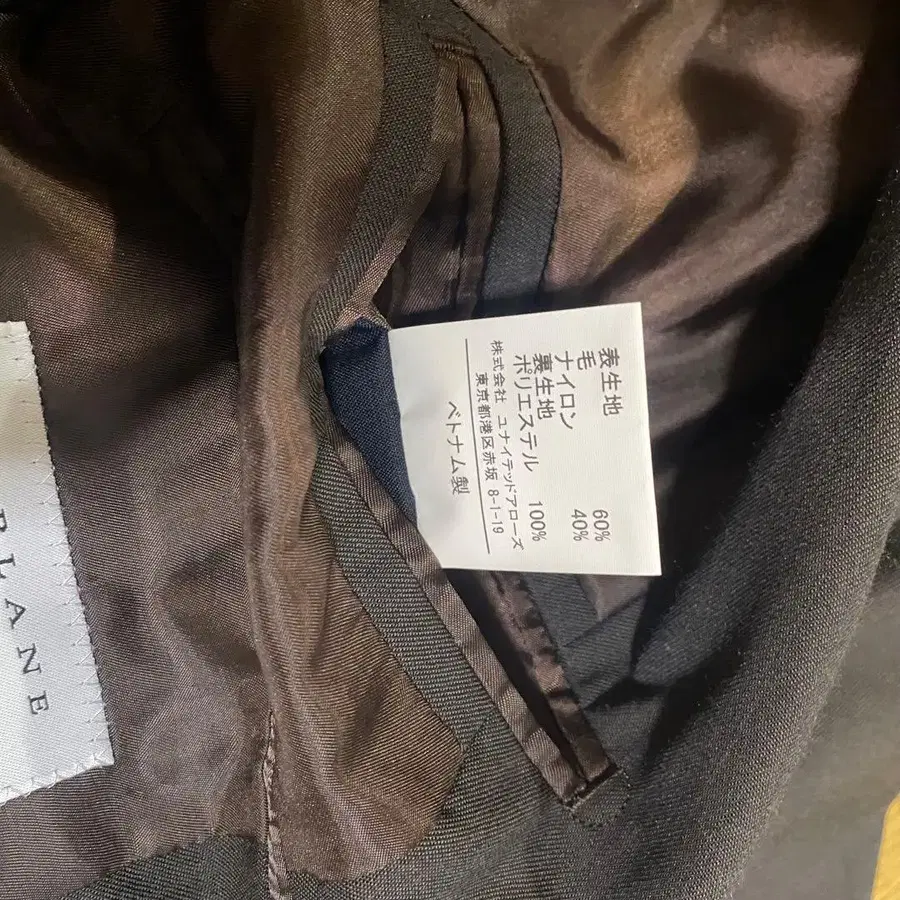 表生地
毛 60%
ナイロン 40%
裏生地
ポリエステル 100%
株式会社 ユナイテッドアローズ
東京都港区赤坂 8-1-19
ベトナム製
PLANE